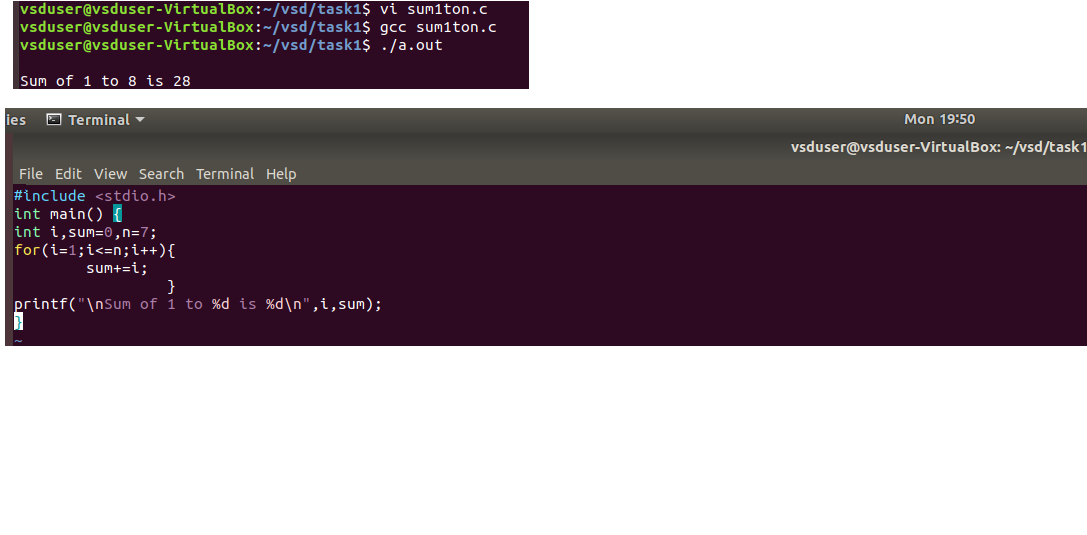 vsduser@vsduser-VirtualBox:~/vsd/task1$ vi sum1ton.c
vsduser@vsduser-VirtualBox:~/vsd/task1$ gcc sum1ton.c
vsduser@vsduser-VirtualBox:~/vsd/task1$ ./a.out
Sum of 1 to 8 is 28
ies Terminal Mon 19:50
vsduser@vsduser-VirtualBox: ~/vsd/task1
File Edit View Search Terminal Help
#include <stdio.h>
int main() {
int i,sum=0,n=7;
for(i=1;i<=n;i++){
sum+=i;
}
printf("\nSum of 1 to %d is %d\n",i,sum);
}
~